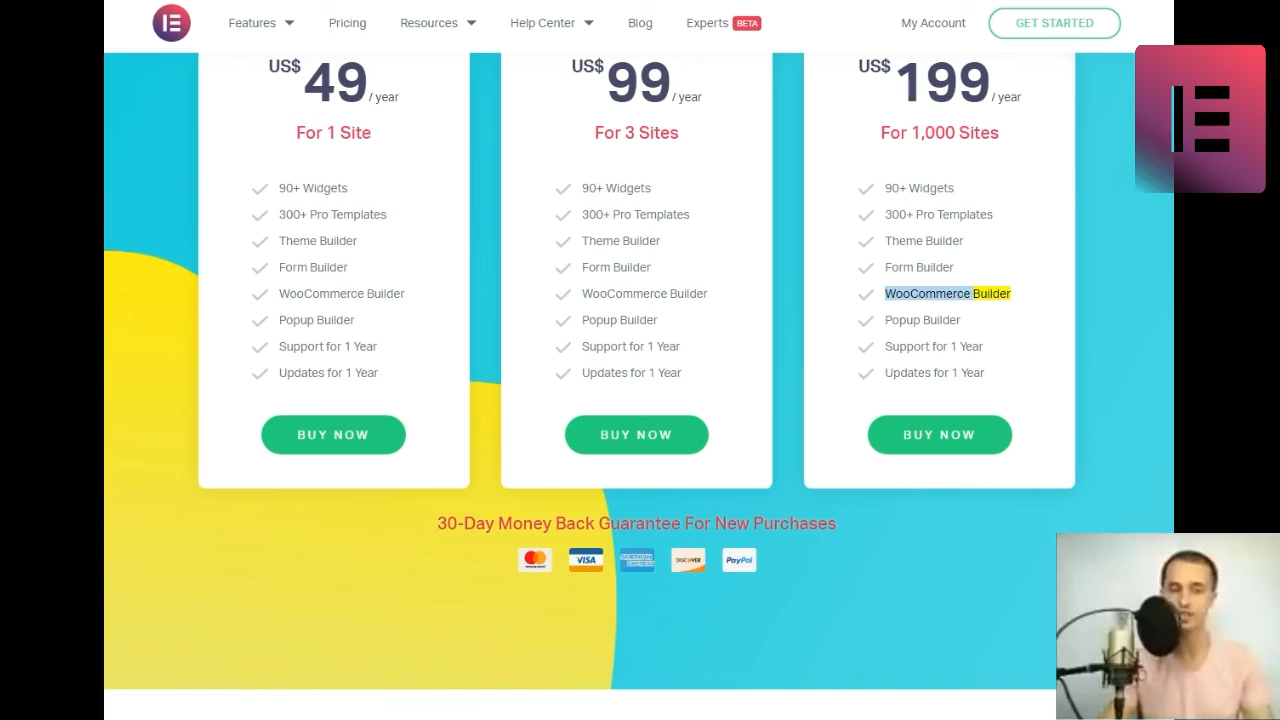 Features Pricing Resources Help Center Blog Experts BETA My Account GET STARTED
US$ 49 / year
For 1 Site
90+ Widgets
300+ Pro Templates
Theme Builder
Form Builder
WooCommerce Builder
Popup Builder
Support for 1 Year
Updates for 1 Year
BUY NOW
US$ 99 / year
For 3 Sites
90+ Widgets
300+ Pro Templates
Theme Builder
Form Builder
WooCommerce Builder
Popup Builder
Support for 1 Year
Updates for 1 Year
BUY NOW
US$ 199 / year
For 1,000 Sites
90+ Widgets
300+ Pro Templates
Theme Builder
Form Builder
WooCommerce Builder
Popup Builder
Support for 1 Year
Updates for 1 Year
BUY NOW
30-Day Money Back Guarantee For New Purchases
VISA AMERICAN EXPRESS DISCOVER PayPal